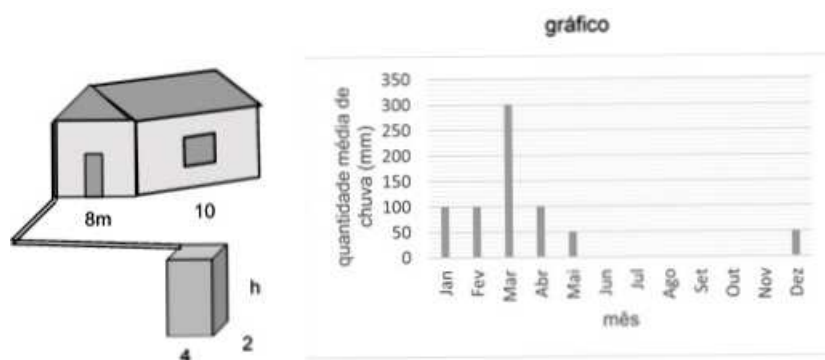 gráfico
8m
10
h
4
2
quantidade média de
chuva (mm)
350
300
250
200
150
100
50
0
Jan
Fev
Mar
Abr
Mai
Jun
Jul
Ago
Set
Out
Nov
Dez
mês